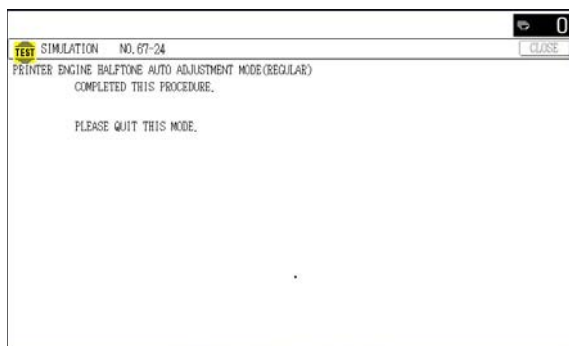 0
TEST SIMULATION NO.67-24 CLOSE
PRINTER ENGINE HALFTONE AUTO ADJUSTMENT MODE(REGULAR)
COMPLETED THIS PROCEDURE.
PLEASE QUIT THIS MODE.